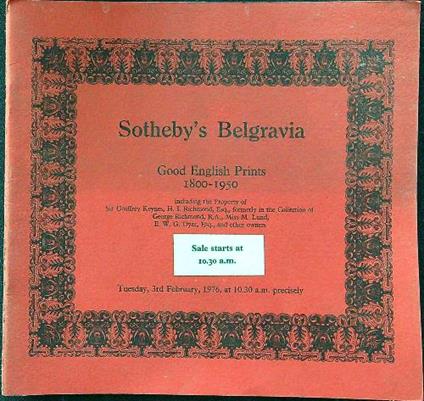 Sotheby's Belgravia
Good English Prints
1800-1950
including the Property of
Sir Geoffrey Keynes, H. I. Richmond, Esq., formerly in the Collection of
George Richmond, R.A., Miss M. Lund,
E. W. G. Dyer, Esq., and other owners
Sale starts at
10.30 a.m.
Tuesday, 3rd February, 1976, at 10.30 a.m. precisely